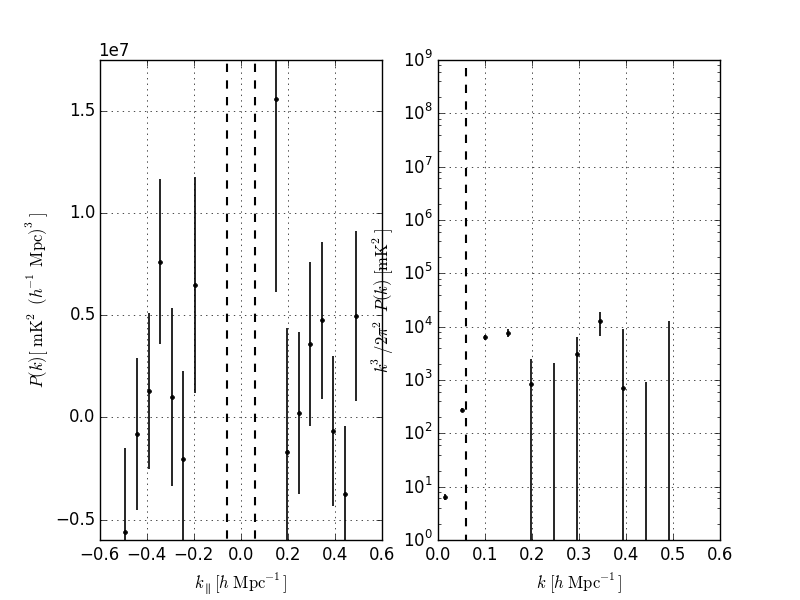 1e7
1.5
1.0
0.5
0.0
−0.5
−0.6 −0.4 −0.2 0.0 0.2 0.4 0.6
k∥ [h Mpc⁻¹]
P(k)[ mK² (h⁻¹ Mpc)³ ]
10⁹
10⁸
10⁷
10⁶
10⁵
10⁴
10³
10²
10¹
10⁰
0.0 0.1 0.2 0.3 0.4 0.5 0.6
k [h Mpc⁻¹]
k³/2π² P(k) [mK² ]